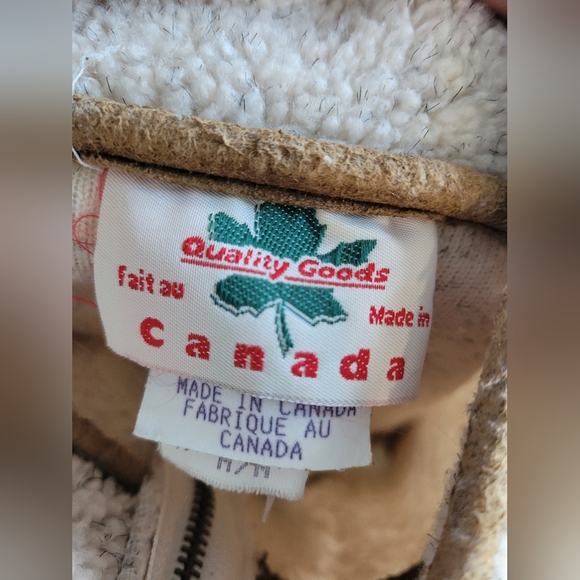 Quality Goods
Fait au
Made in
Canada
MADE IN CANADA
FABRIQUE AU
CANADA
M/M